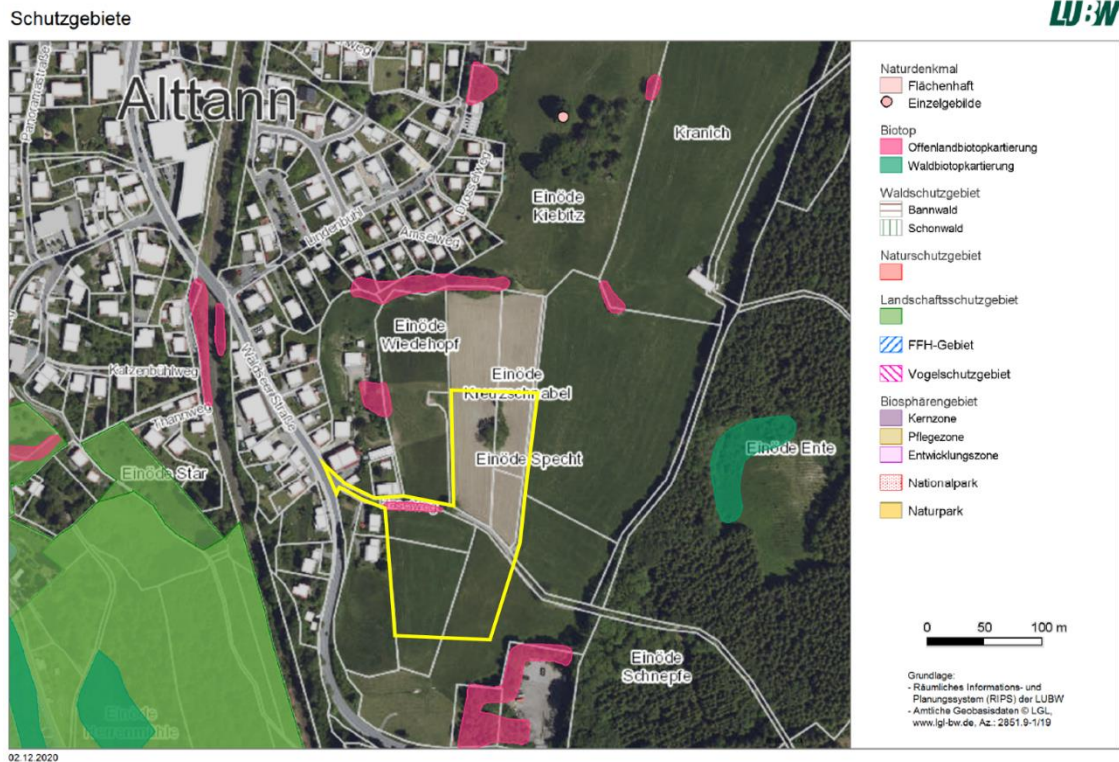 Schutzgebiete
LUBW
Alttann
Panoramastraße
Kranich
Einöde
Kiebitz
Drosselweg
Lindenbühl
Amselweg
Einöde
Wiedehopf
Waldseer Straße
Katzenbühlweg
Thannweg
Einöde
Kreuzschnabel
Einöde Star
Einöde Specht
Einöde Ente
Einöde
Schnepfe
Einöde
Naturdenkmal
Flächenhaft
Einzelgebilde
Biotop
Offenlandbiotopkartierung
Waldbiotopkartierung
Waldschutzgebiet
Bannwald
Schonwald
Naturschutzgebiet
Landschaftsschutzgebiet
FFH-Gebiet
Vogelschutzgebiet
Biosphärengebiet
Kernzone
Pflegezone
Entwicklungszone
Nationalpark
Naturpark
0 50 100 m
Grundlage:
- Räumliches Informations- und
Planungssystem (RIPS) der LUBW
- Amtliche Geobasisdaten © LGL,
www.lgl-bw.de, Az.: 2851.9-1/19
02.12.2020